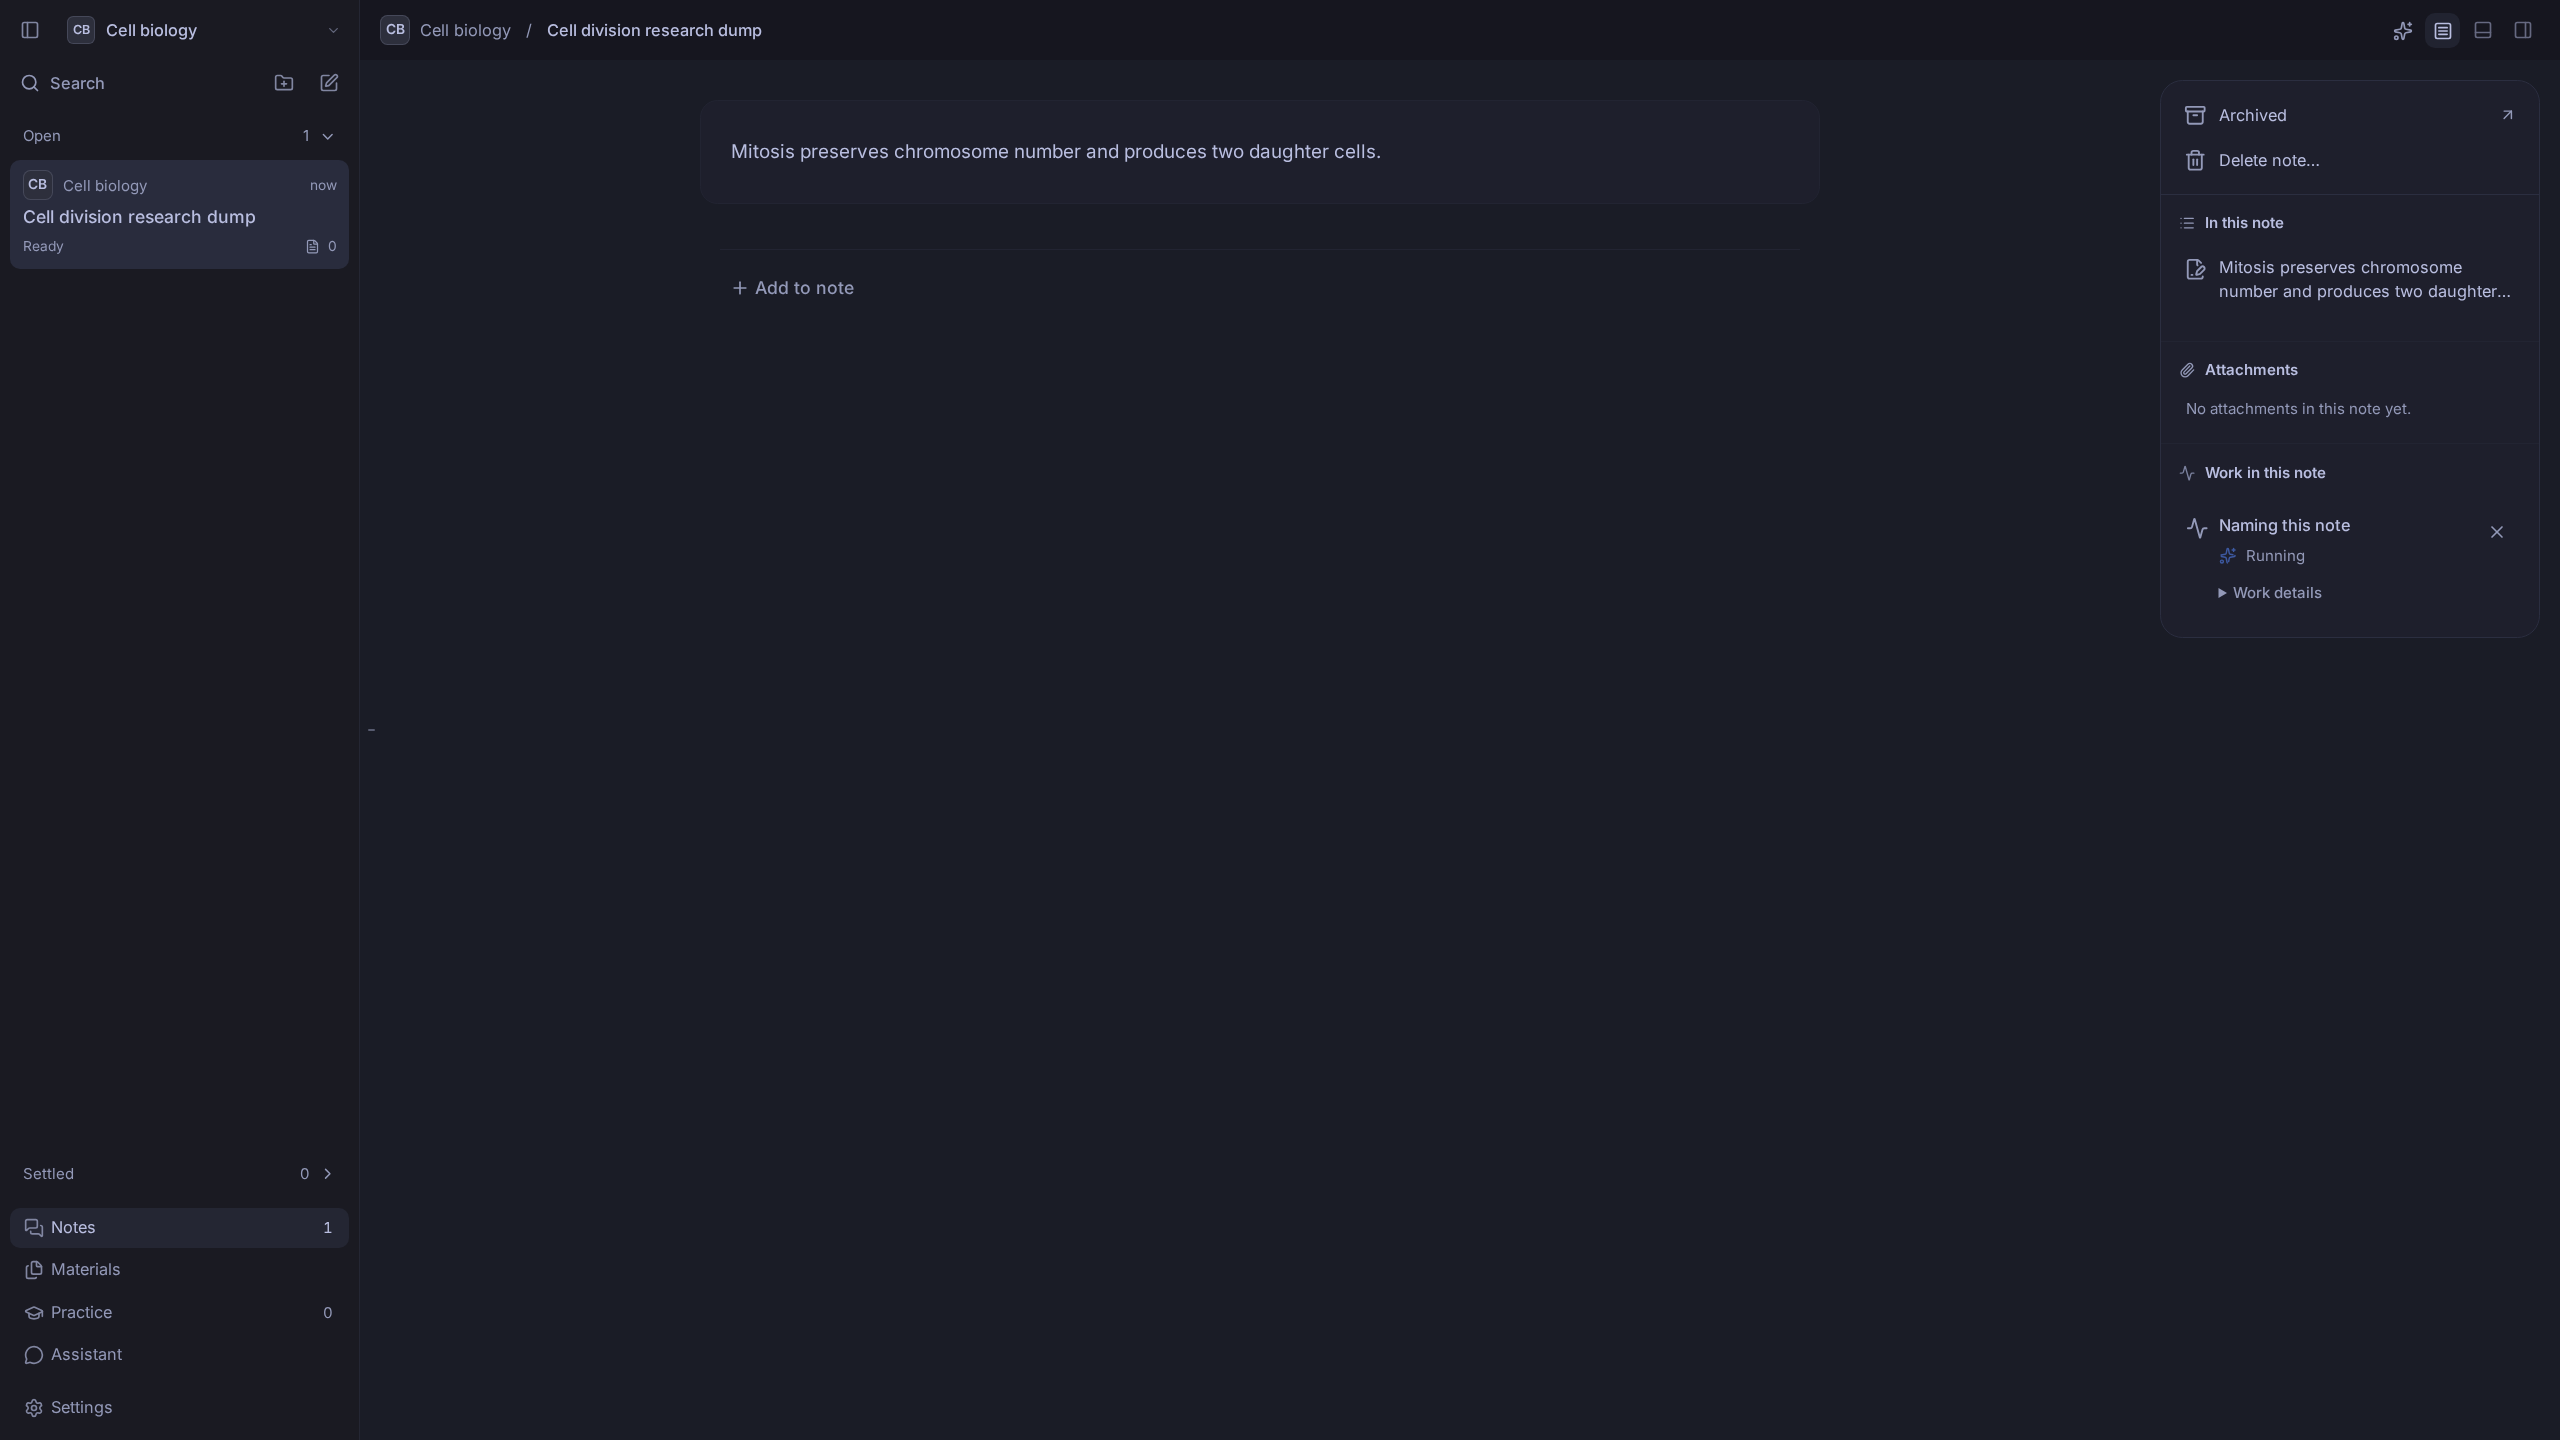 CB Cell biology
Search
Open 1
CB Cell biology now
Cell division research dump
Ready 0
Settled 0
Notes 1
Materials
Practice 0
Assistant
Settings
CB Cell biology / Cell division research dump
Mitosis preserves chromosome number and produces two daughter cells.
+ Add to note
Archived
Delete note...
In this note
Mitosis preserves chromosome
number and produces two daughter...
Attachments
No attachments in this note yet.
Work in this note
Naming this note
Running
Work details